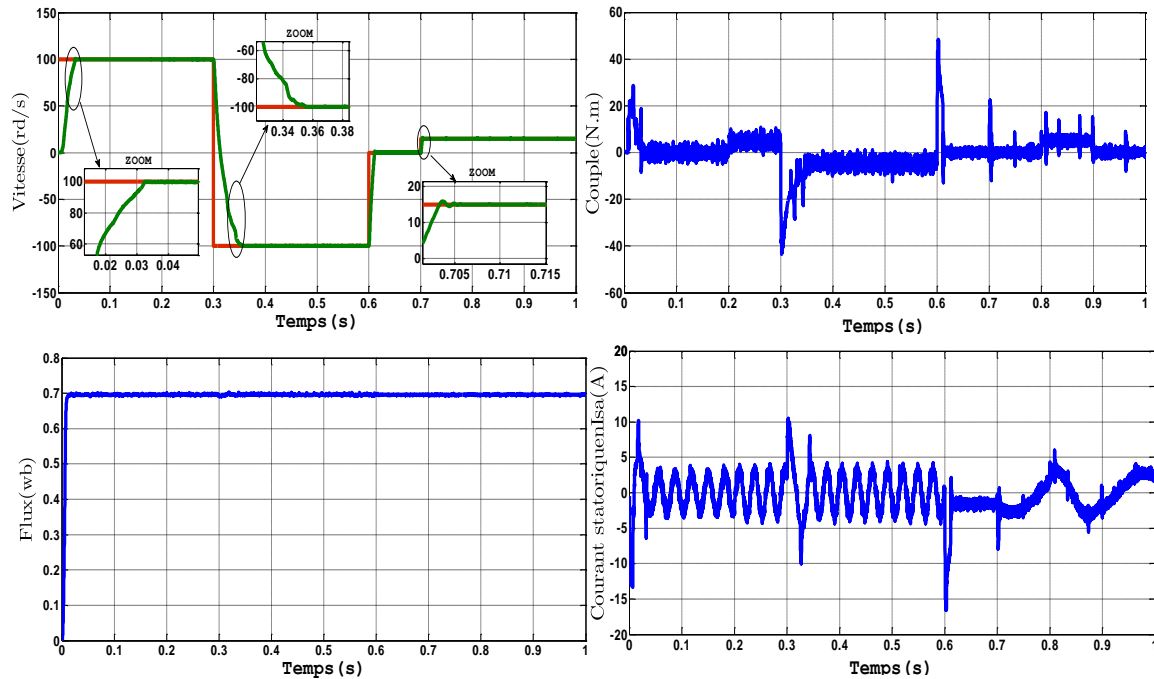 150
100
50
0
-50
-100
-150
0 0.1 0.2 0.3 0.4 0.5 0.6 0.7 0.8 0.9 1
Vitesse(rd/s)
Temps(s)
ZOOM
-60
-80
-100
0.34 0.36 0.38
ZOOM
100
80
60
0.02 0.03 0.04
ZOOM
20
15
10
5
0
0.705 0.71 0.715
60
40
20
0
-20
-40
-60
0 0.1 0.2 0.3 0.4 0.5 0.6 0.7 0.8 0.9 1
Couple(N.m)
Temps(s)
0.8
0.7
0.6
0.5
0.4
0.3
0.2
0.1
0
0 0.1 0.2 0.3 0.4 0.5 0.6 0.7 0.8 0.9 1
Flux(wb)
Temps(s)
20
15
10
5
0
-5
-10
-15
-20
0 0.1 0.2 0.3 0.4 0.5 0.6 0.7 0.8 0.9 1
Courant statoriquenIsa(A)
Temps(s)